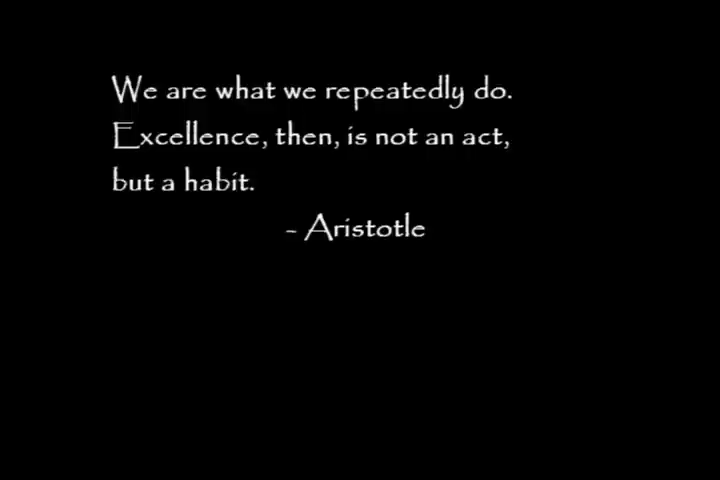 We are what we repeatedly do.
Excellence, then, is not an act,
but a habit.
- Aristotle